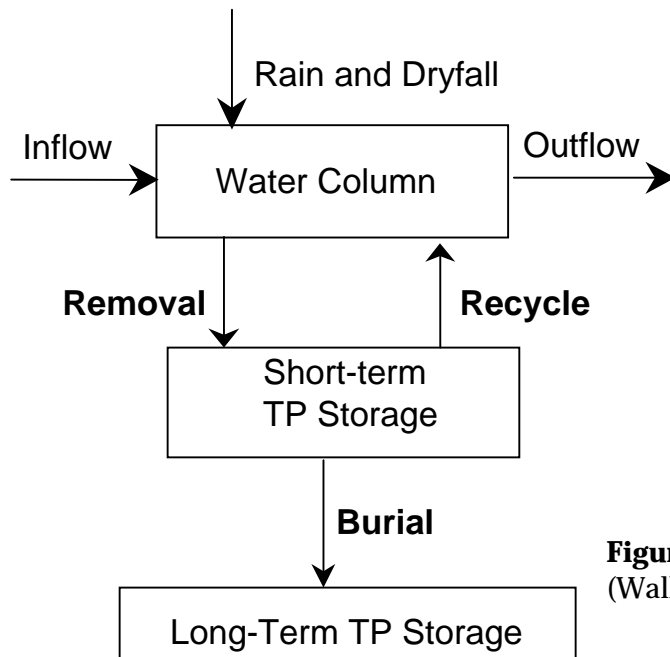 Rain and Dryfall
Inflow
Outflow
Water Column
Removal
Recycle
Short-term
TP Storage
Burial
Long-Term TP Storage